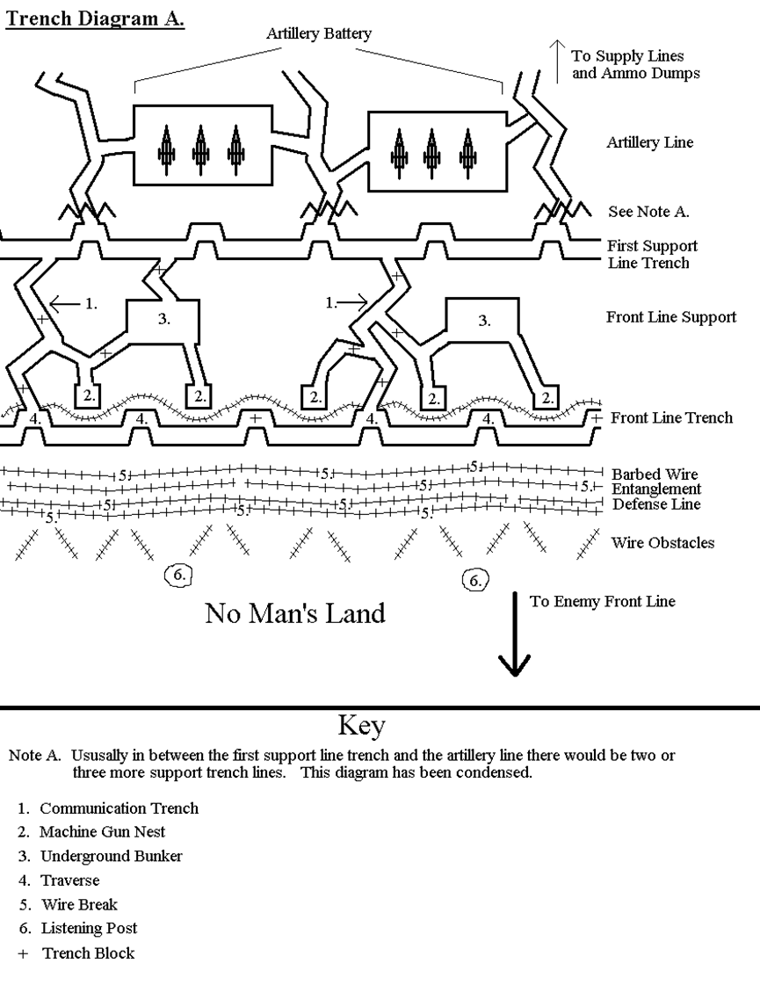 Trench Diagram A.
Artillery Battery
To Supply Lines
and Ammo Dumps
Artillery Line
See Note A.
First Support
Line Trench
1.
1.
3.
3.
Front Line Support
2.
2.
2.
2.
2.
4.
4.
4.
4.
Front Line Trench
5.
5.
5.
Barbed Wire
5.
5.
Entanglement
5.
5.
5.
Defense Line
5.
5.
Wire Obstacles
6.
6.
No Man's Land
To Enemy Front Line
Key
Note A. Ususally in between the first support line trench and the artillery line there would be two or
three more support trench lines. This diagram has been condensed.
1. Communication Trench
2. Machine Gun Nest
3. Underground Bunker
4. Traverse
5. Wire Break
6. Listening Post
+ Trench Block